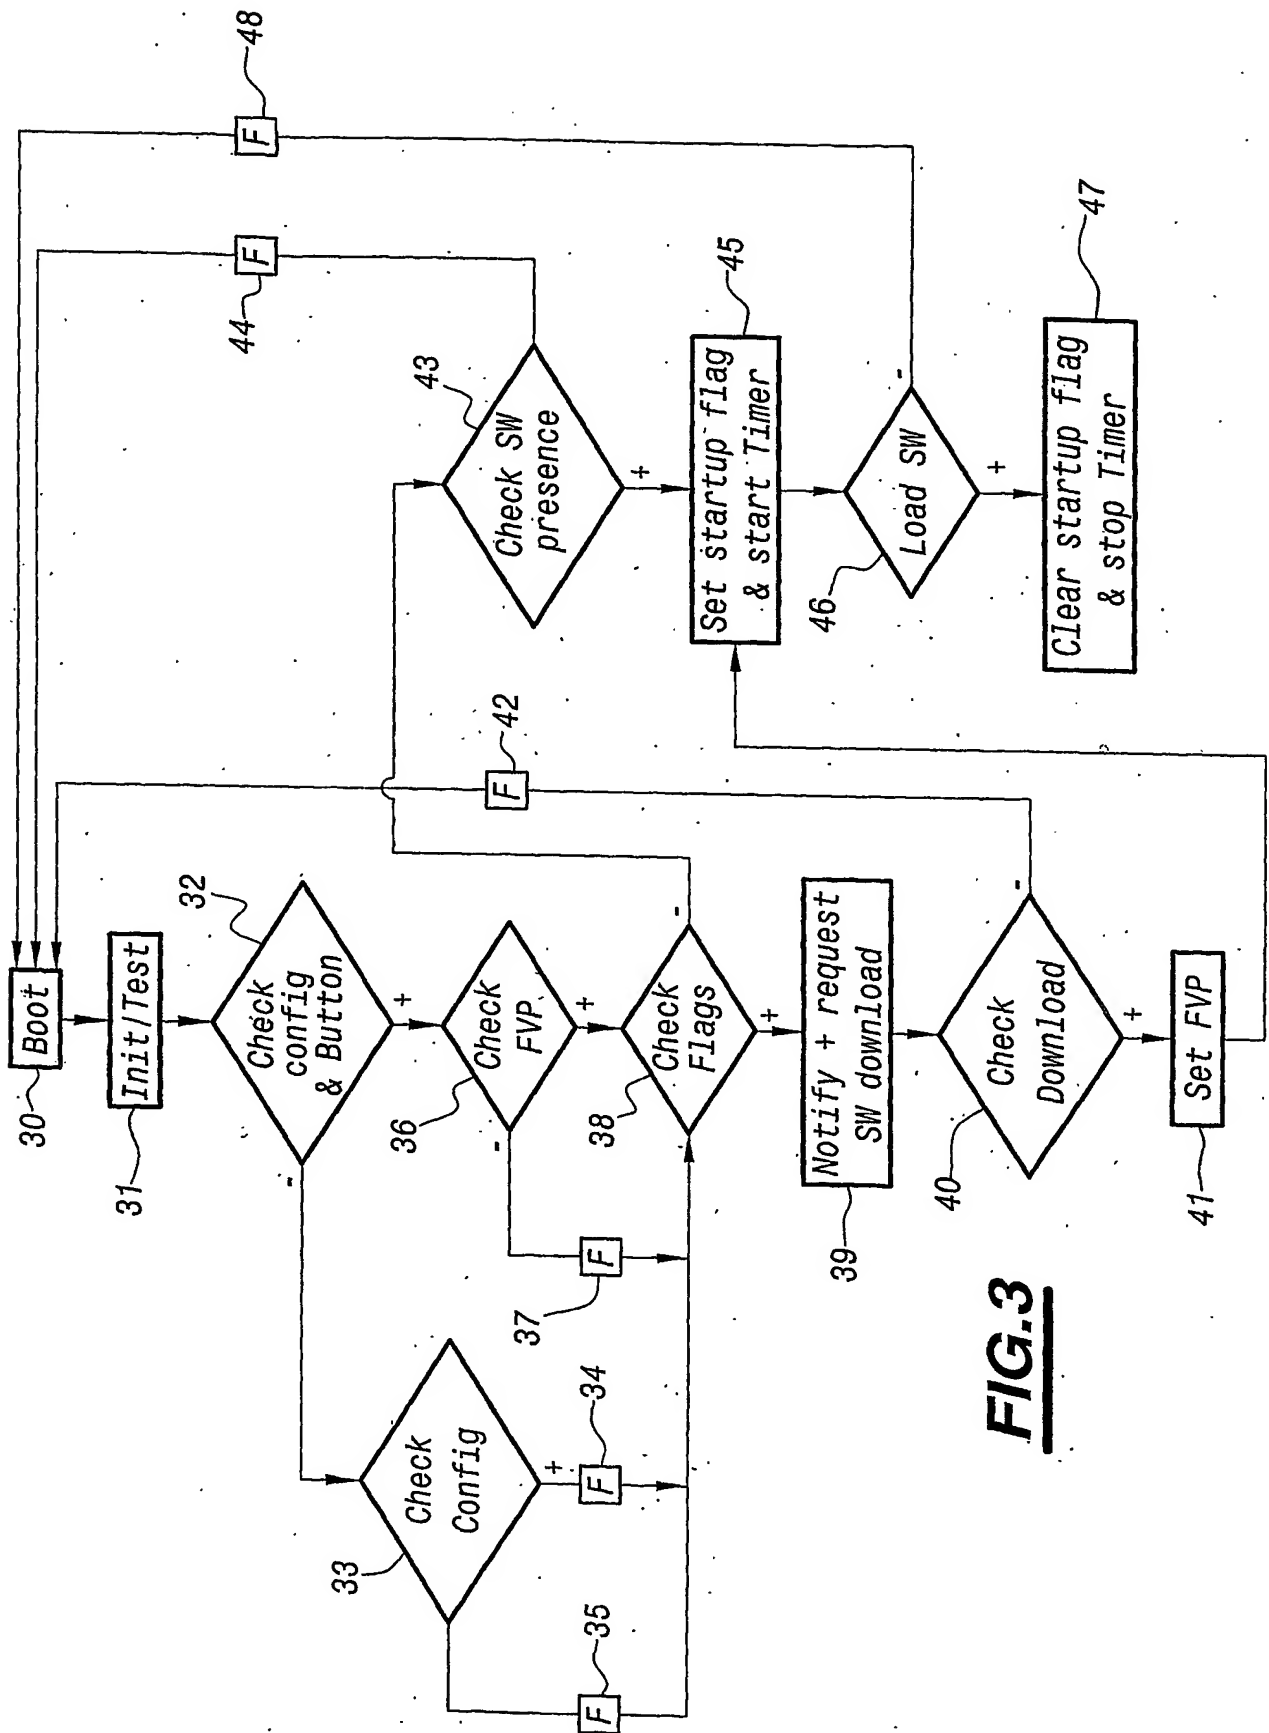 Boot
30
Init/Test
31
Check
config
& Button
32
-
+
Check
Config
33
+
F
34
F
35
Check
FVP
36
-
+
F
37
Check
Flags
38
-
+
Notify + request
SW download
39
Check
Download
40
-
+
Set FVP
41
F
42
Check SW
presence
43
+
F
44
Set startup flag
& start Timer
45
Load SW
46
-
+
Clear startup flag
& stop Timer
47
F
48
FIG.3